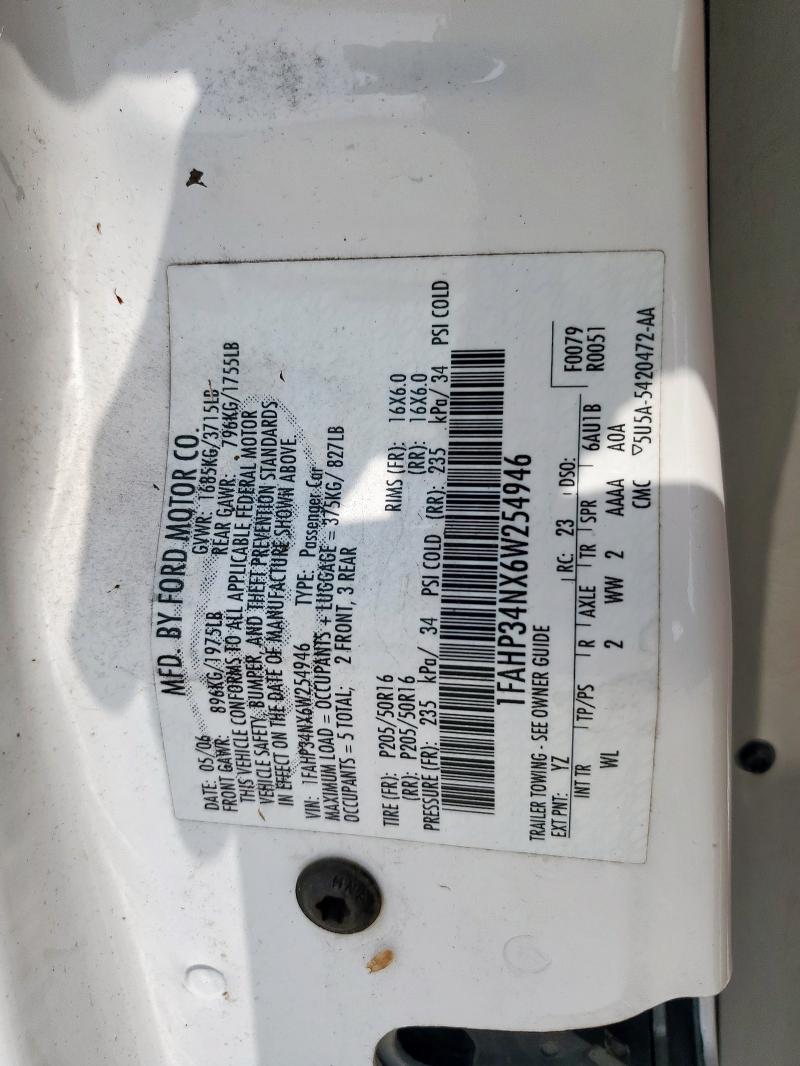 MFD. BY FORD MOTOR CO.
DATE: 05/06 GVWR: 1685KG/3715LB
FRONT GAWR: 896KG/1975LB REAR GAWR: 796KG/1755LB
THIS VEHICLE CONFORMS TO ALL APPLICABLE FEDERAL MOTOR
VEHICLE SAFETY, BUMPER, AND THEFT PREVENTION STANDARDS
IN EFFECT ON THE DATE OF MANUFACTURE SHOWN ABOVE.
VIN: 1FAHP34NX6W254946 TYPE: Passenger Car
MAXIMUM LOAD = OCCUPANTS + LUGGAGE = 375KG/ 827LB
OCCUPANTS = 5 TOTAL; 2 FRONT, 3 REAR
TIRE (FR): P205/50R16 RIMS (FR): 16X6.0
(RR): P205/50R16 (RR): 16X6.0
PRESSURE (FR): 235 kPa/ 34 PSI COLD (RR): 235 kPa/ 34 PSI COLD
1FAHP34NX6W254946
TRAILER TOWING - SEE OWNER GUIDE
F0079
EXT PNT: YZ RC: 23 DSO: R0051
INT TR TP/PS R AXLE TR SPR 6AU1B
WL 2 WW 2 AAAA A0A
CMC ▽5U5A-5420472-AA